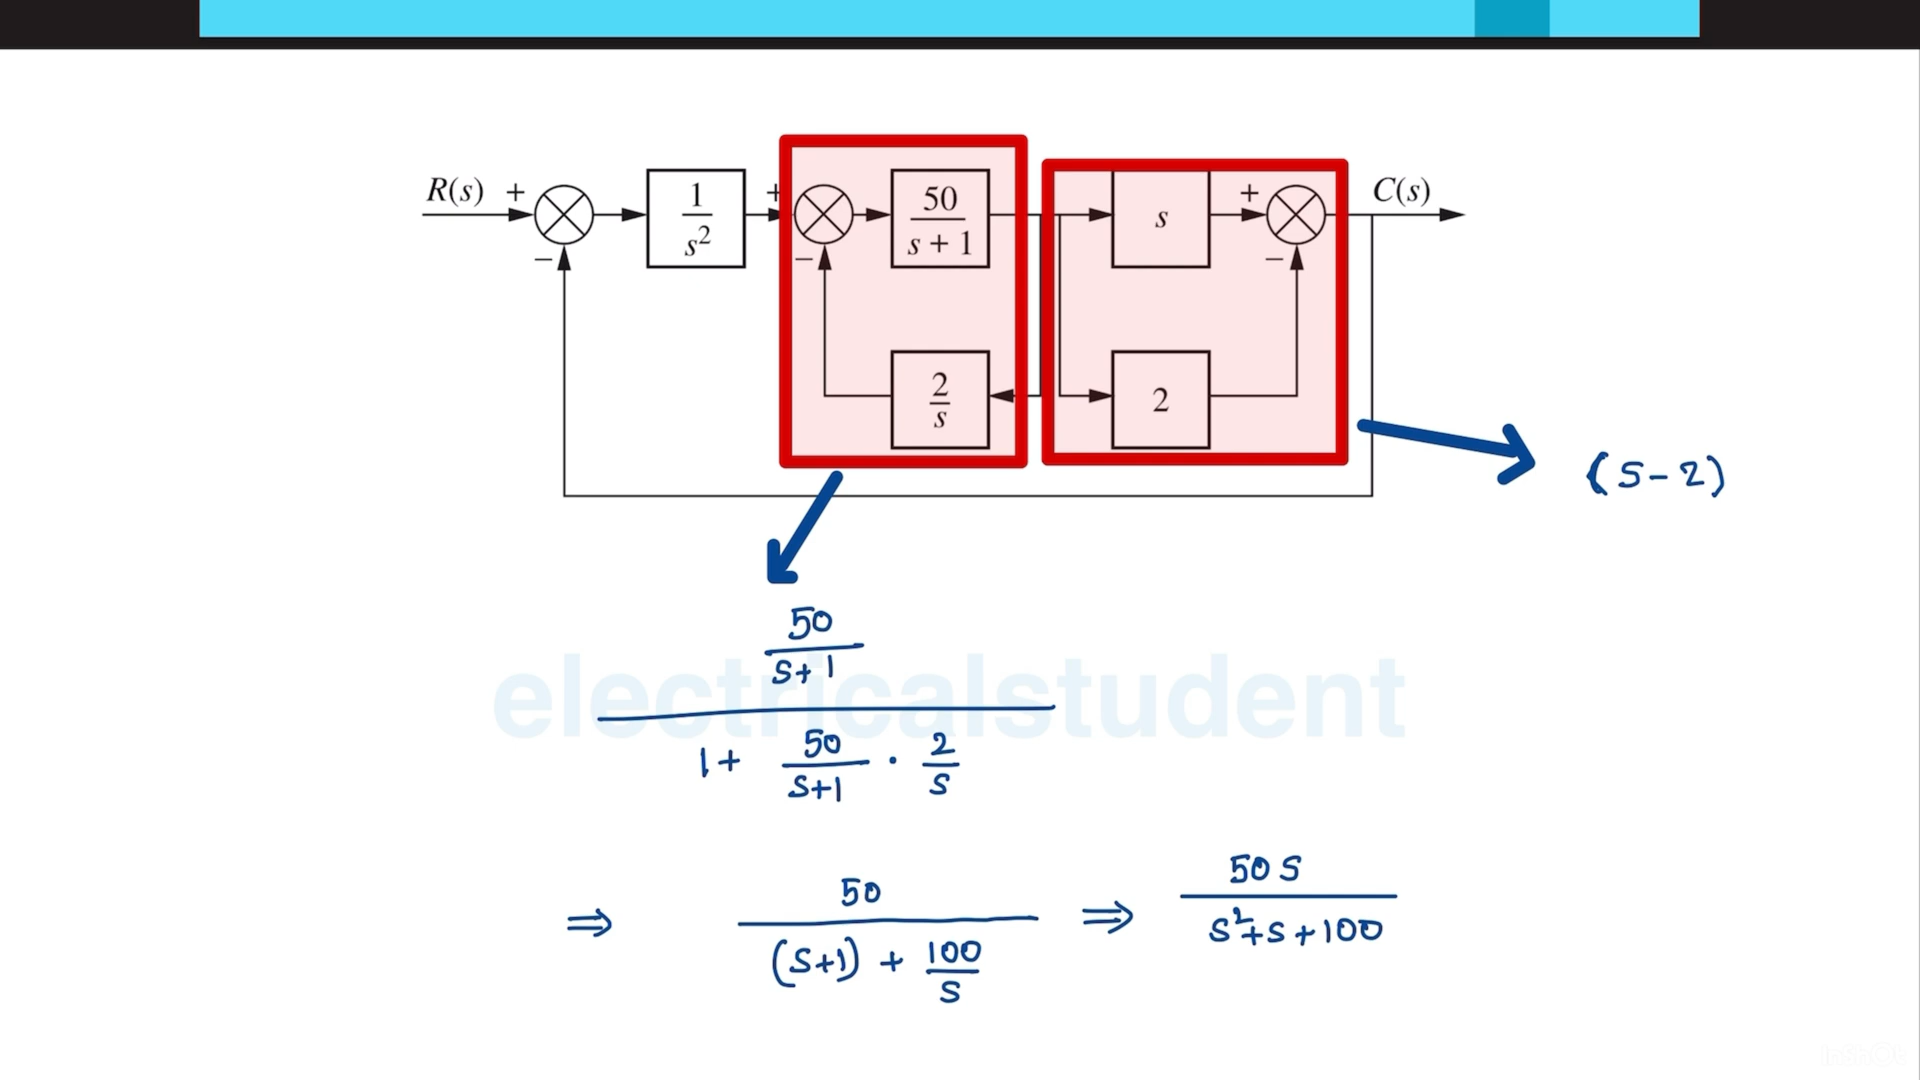 R(s) + 1/s² + 50/(s + 1) s + C(s)
− − −
2/s 2
(s-2)
50/(s+1)
electricalstudent
1+ 50/(s+1) · 2/s
⇒ 50/((s+1) + 100/s) ⇒ 50s/(s²+s+100)